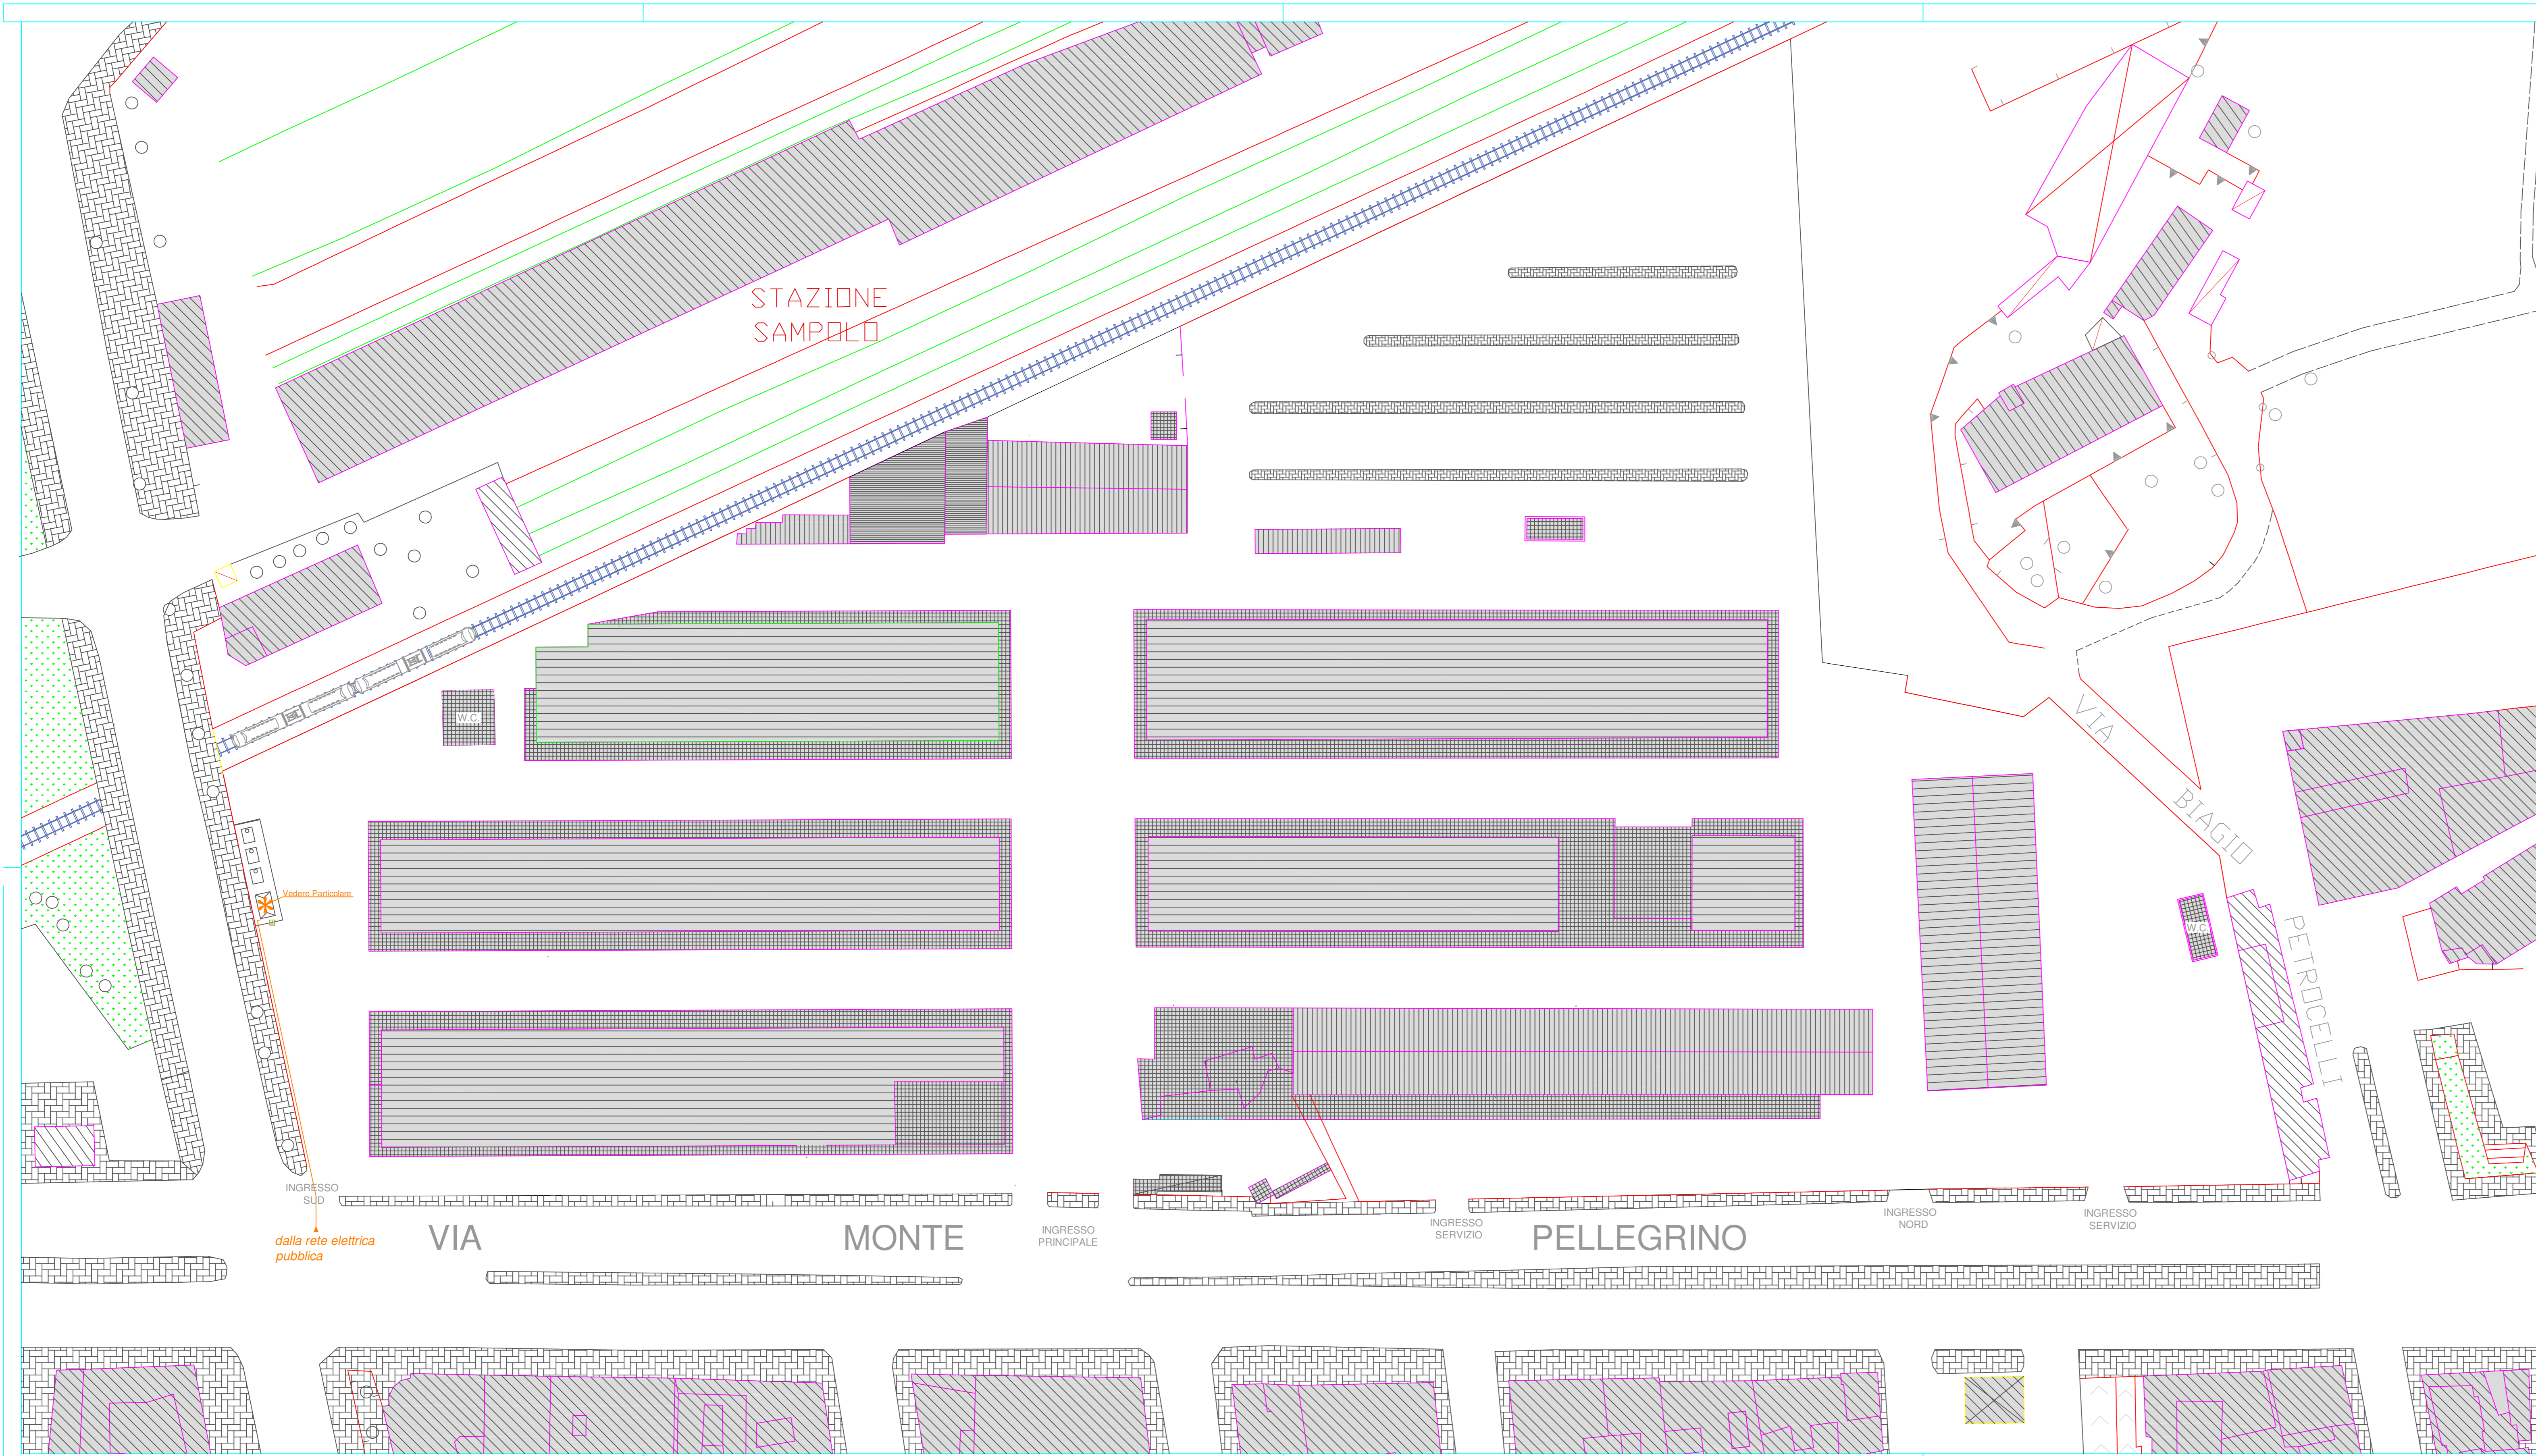 STAZIONE
SAMPOLO
W.C.
VIA
BIAGIO
PETROCELLI
Vedere Particolare
W.C.
INGRESSO
SUD
dalla rete elettrica
pubblica
VIA MONTE PELLEGRINO
INGRESSO
PRINCIPALE
INGRESSO
SERVIZIO
INGRESSO
NORD
INGRESSO
SERVIZIO